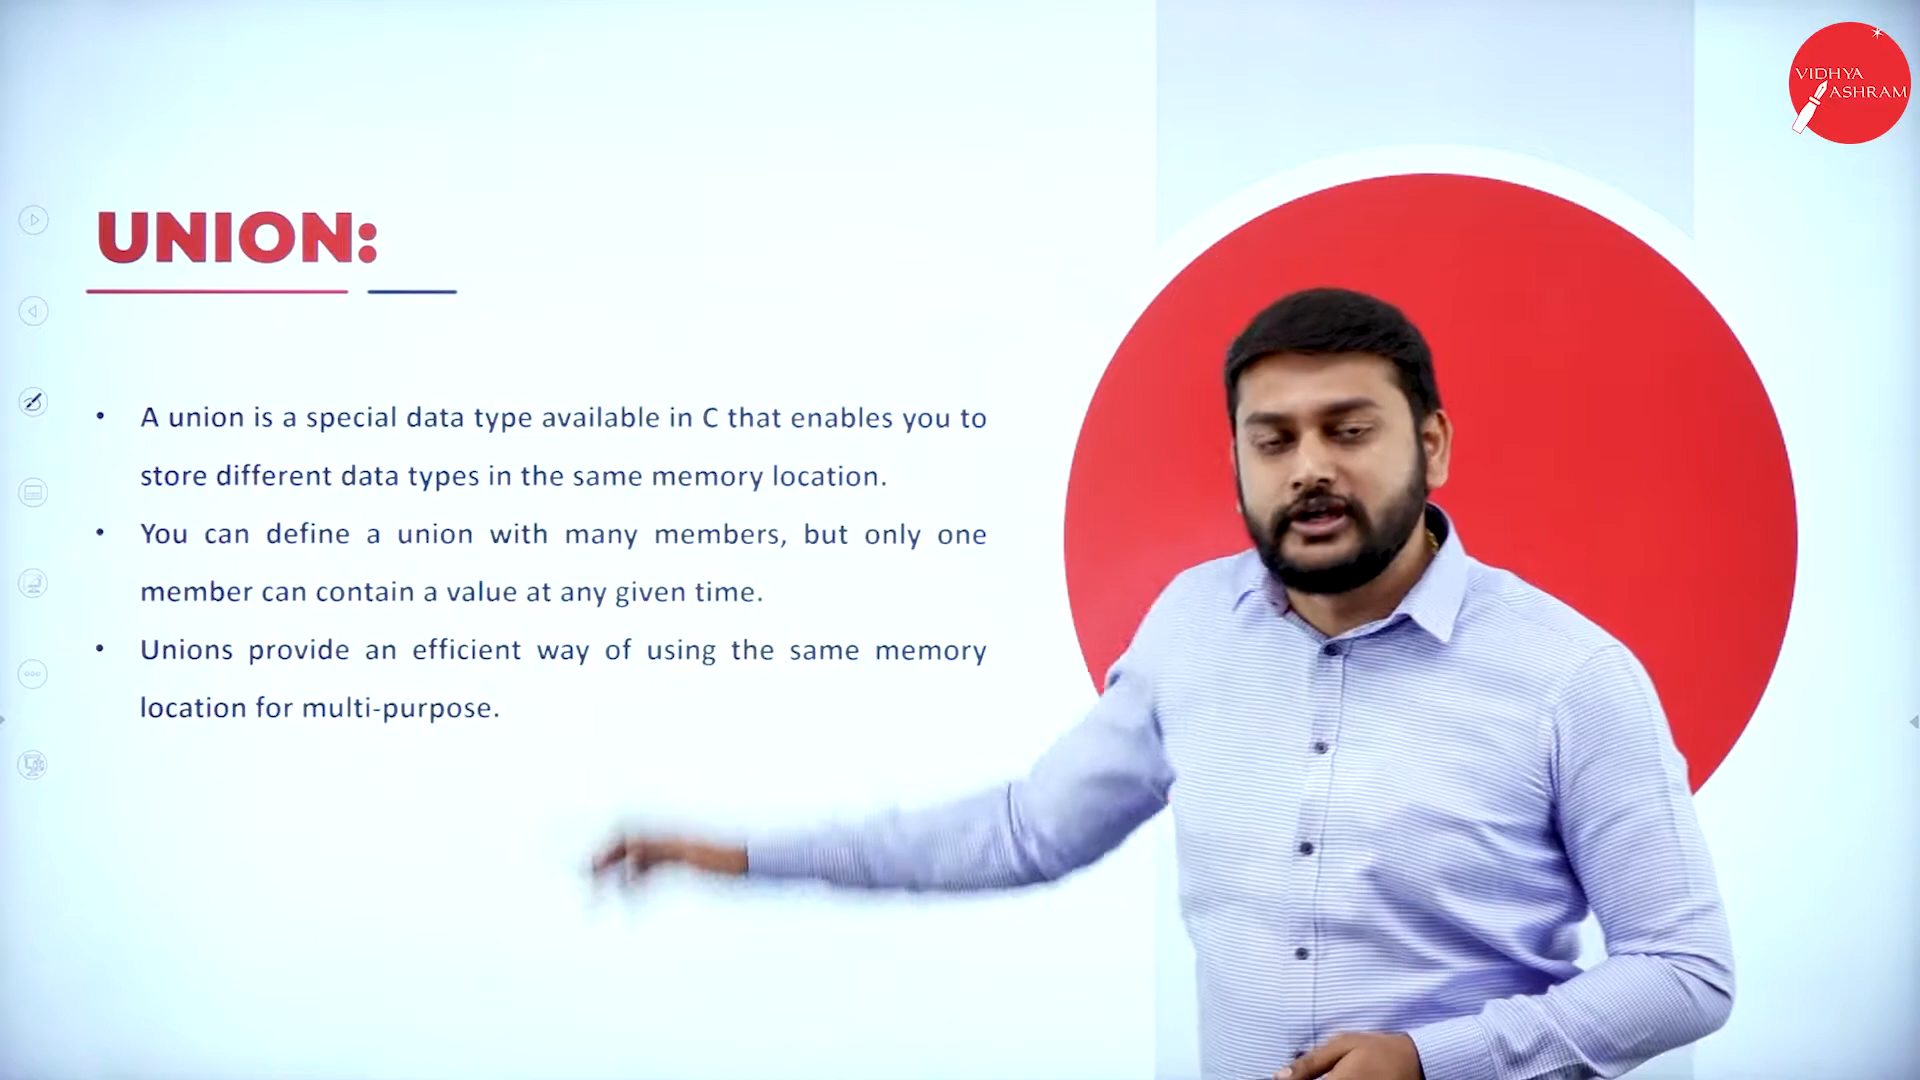 VIDHYA
ASHRAM
UNION:
• A union is a special data type available in C that enables you to
store different data types in the same memory location.
• You can define a union with many members, but only one
member can contain a value at any given time.
• Unions provide an efficient way of using the same memory
location for multi-purpose.